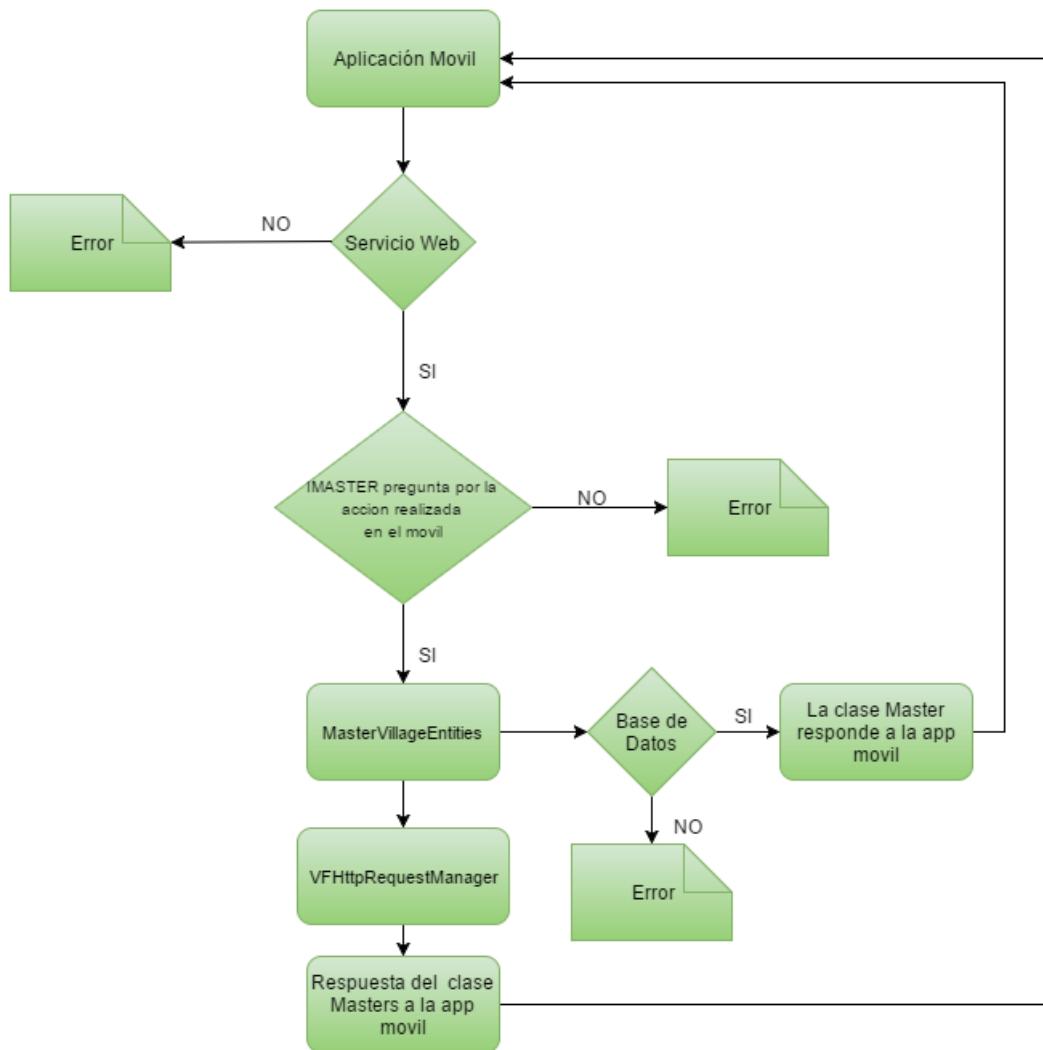 Aplicación Movil
NO
Servicio Web
Error
SI
IMASTER pregunta por la
accion realizada
en el movil
NO
Error
SI
MasterVillageEntities
Base de
Datos
SI
La clase Master
responde a la app
movil
NO
VFHttpRequestManager
Error
Respuesta del clase
Masters a la app
movil